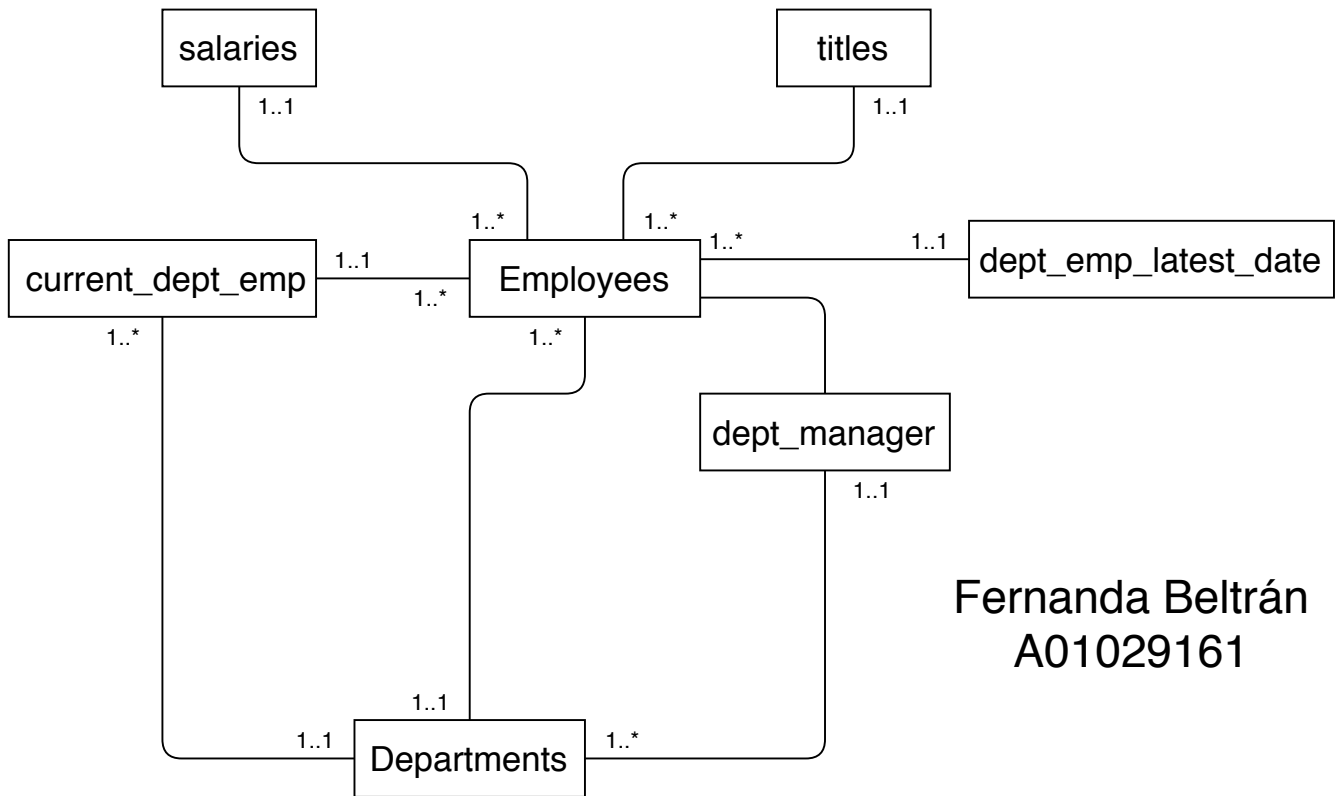 salaries
titles
1..1
1..1
1..*
1..*
1..*
1..1
current_dept_emp
1..1
1..*
Employees
dept_emp_latest_date
1..*
1..*
dept_manager
1..1
Fernanda Beltrán
A01029161
1..1
1..1
1..*
Departments